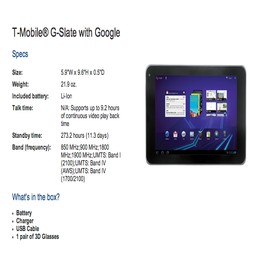 T-Mobile® G-Slate with Google
Specs
Size: 5.9"W x 9.6"H x 0.5"D
Weight: 21.9 oz.
Included battery: Li-Ion
Talk time: N/A. Supports up to 9.2 hours
of continuous video play back
time
Standby time: 273.2 hours (11.3 days)
Band (frequency): 850 MHz;900 MHz;1800
MHz;1900 MHz;UMTS: Band I
(2100);UMTS: Band IV
(AWS);UMTS: Band IV
(1700/2100)
What's in the box?
Battery
Charger
USB Cable
1 pair of 3D Glasses